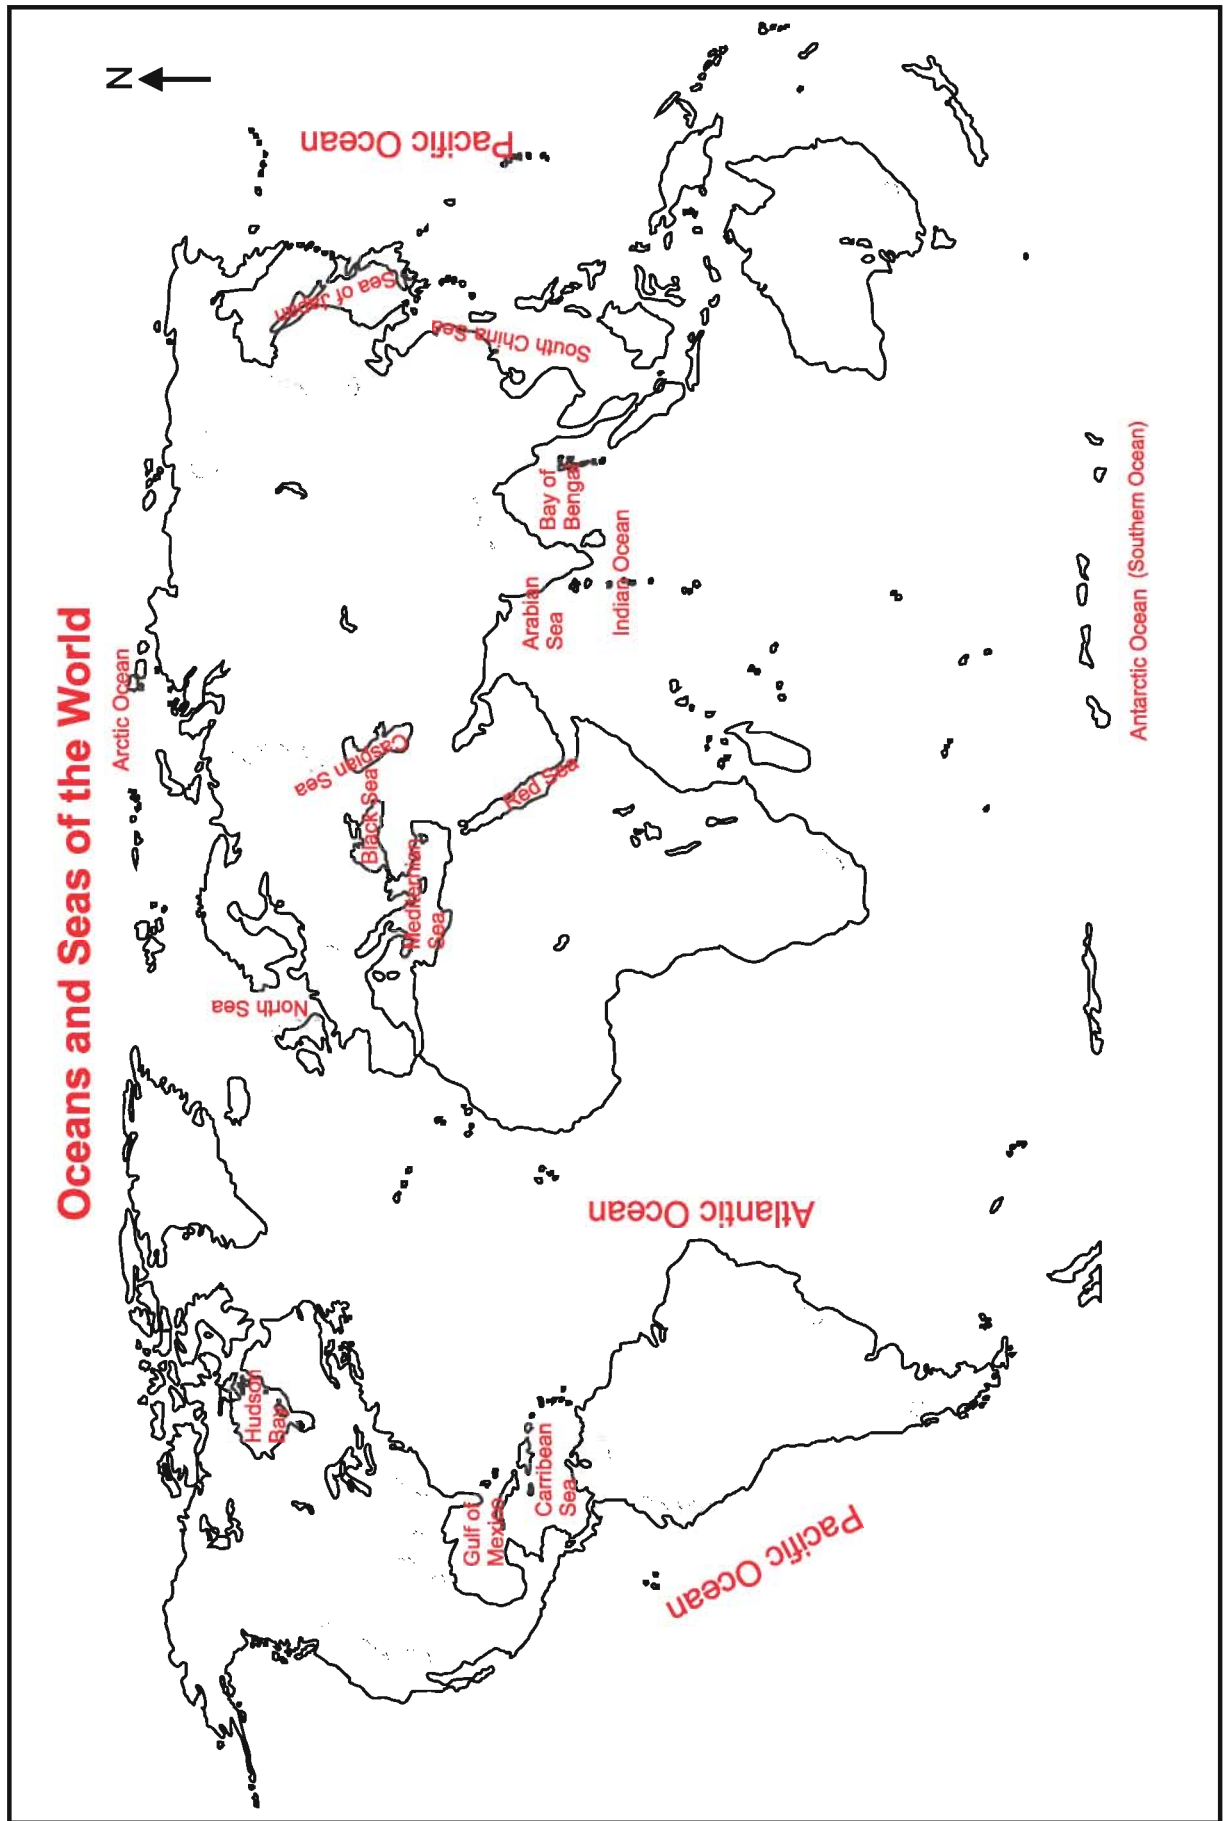 Oceans and Seas of the World
N
Arctic Ocean
Hudson
Bay
North Sea
Caspian Sea
Black Sea
Mediternian
Sea
Sea of Japan
Pacific Ocean
South China Sea
Gulf of
Mexico
Carribean
Sea
Red Sea
Arabian
Sea
Bay of
Bengal
Indian Ocean
Atlantic Ocean
Pacific Ocean
Antarctic Ocean (Southern Ocean)